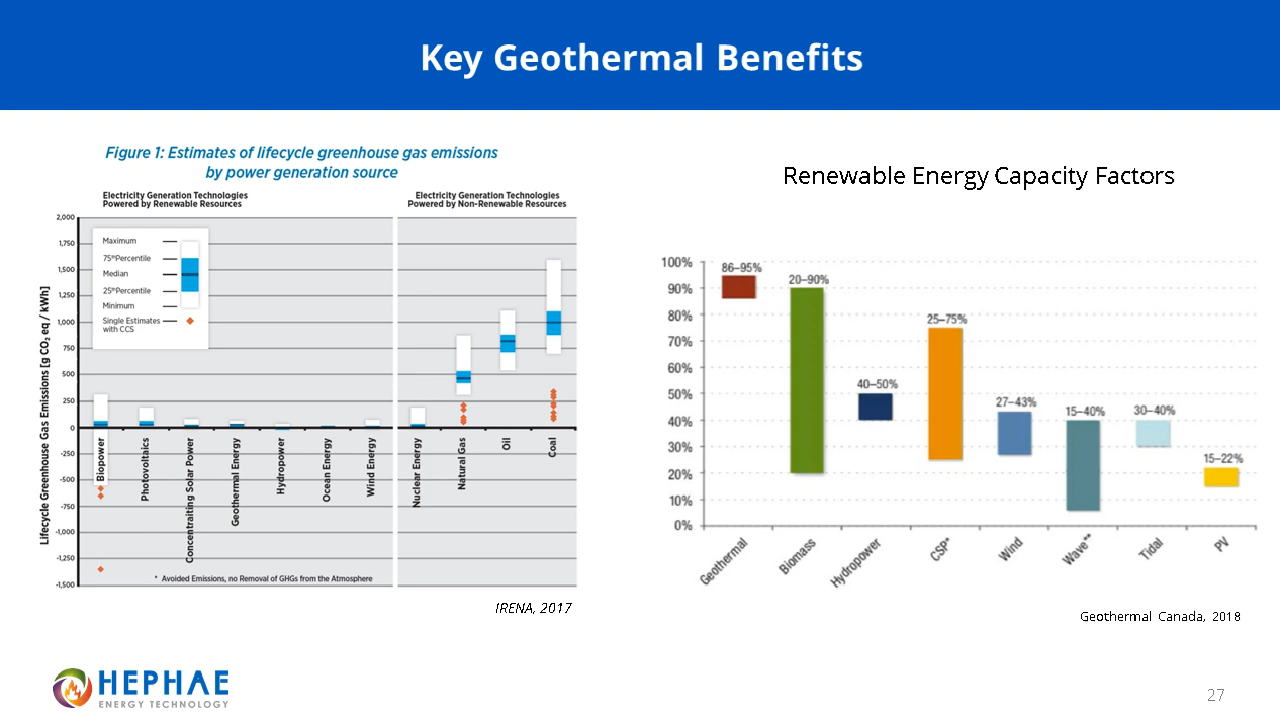 Key Geothermal Benefits
Figure 1: Estimates of lifecycle greenhouse gas emissions
by power generation source
Electricity Generation Technologies
Powered by Renewable Resources
Electricity Generation Technologies
Powered by Non-Renewable Resources
Lifecycle Greenhouse Gas Emissions [g CO₂ eq / kWh]
2,000
1,750
1,500
1,250
1,000
750
500
250
0
-250
-500
-750
-1,000
-1,250
-1,500
Maximum
75thPercentile
Median
25thPercentile
Minimum
Single Estimates
with CCS
Biopower
Photovoltaics
Concentraiting Solar Power
Geothermal Energy
Hydropower
Ocean Energy
Wind Energy
Nuclear Energy
Natural Gas
Oil
Coal
* Avoided Emissions, no Removal of GHGs from the Atmosphere
IRENA, 2017
Renewable Energy Capacity Factors
100%
90%
80%
70%
60%
50%
40%
30%
20%
10%
0%
86–95%
20–90%
40–50%
25–75%
27–43%
15–40%
30–40%
15–22%
Geothermal
Biomass
Hydropower
CSP*
Wind
Wave**
Tidal
PV
Geothermal Canada, 2018
HEPHAE
ENERGY TECHNOLOGY
27